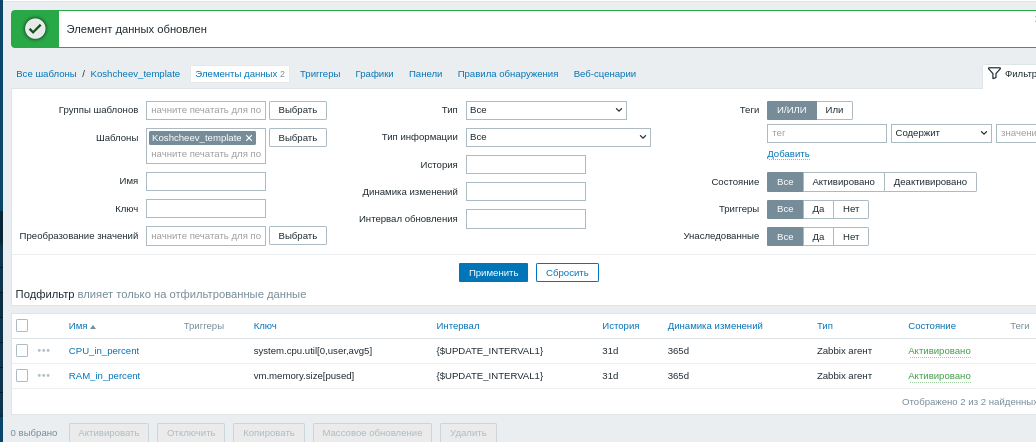 Элемент данных обновлен
Все шаблоны / Koshcheev_template Элементы данных 2 Триггеры Графики Панели Правила обнаружения Веб-сценарии Фильтр
Группы шаблонов начните печатать для по Выбрать Тип Все Теги И/ИЛИ Или
тег Содержит значени
Шаблоны Koshcheev_template Выбрать Тип информации Все
начните печатать для по Добавить
История
Имя Состояние Все Активировано Деактивировано
Динамика изменений
Ключ Триггеры Все Да Нет
Интервал обновления
Преобразование значений начните печатать для по Выбрать Унаследованные Все Да Нет
Применить Сбросить
Подфильтр влияет только на отфильтрованные данные
Имя Триггеры Ключ Интервал История Динамика изменений Тип Состояние Теги
CPU_in_percent system.cpu.util[0,user,avg5] {$UPDATE_INTERVAL1} 31d 365d Zabbix агент Активировано
RAM_in_percent vm.memory.size[pused] {$UPDATE_INTERVAL1} 31d 365d Zabbix агент Активировано
Отображено 2 из 2 найденных
0 выбрано Активировать Отключить Копировать Массовое обновление Удалить